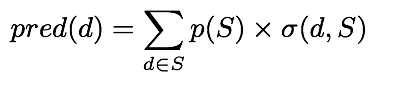 pred(d) = ∑_{d∈S} p(S) × σ(d, S)